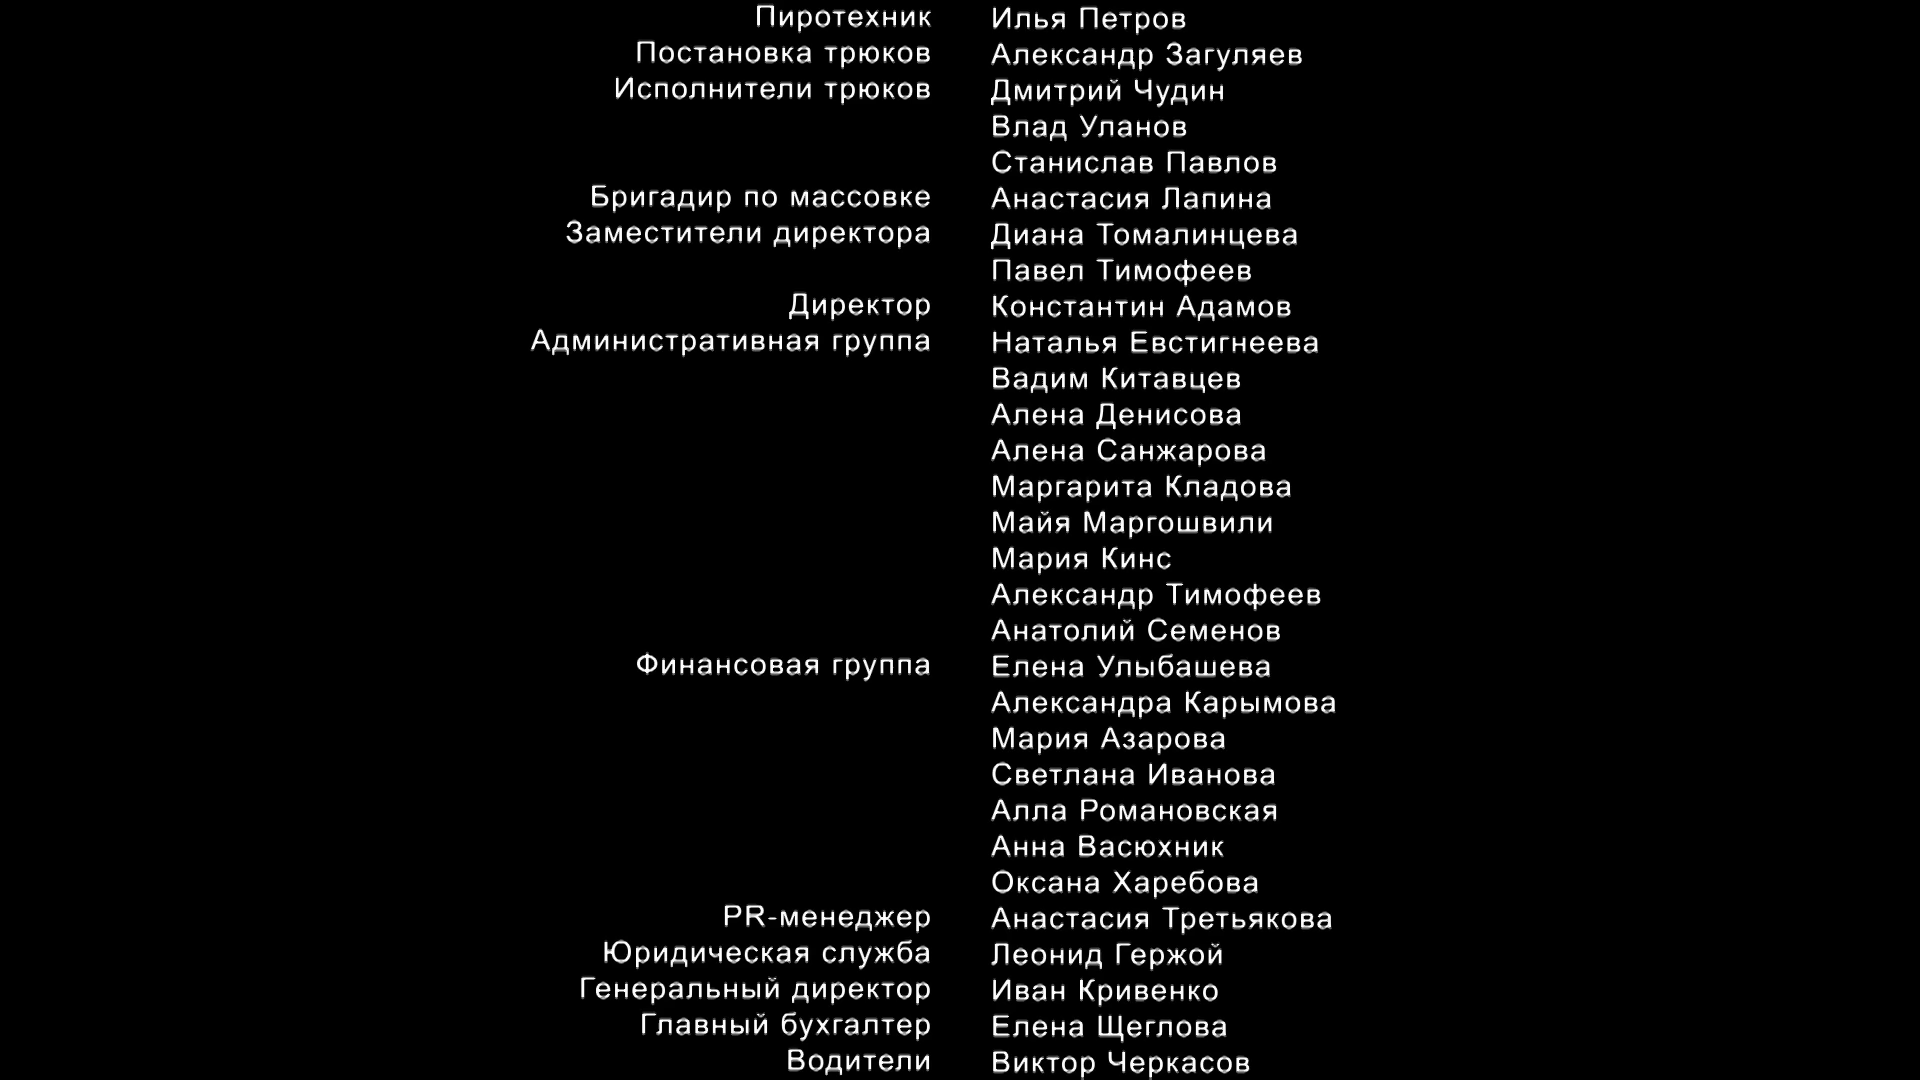 Пиротехник Илья Петров
Постановка трюков Александр Загуляев
Исполнители трюков Дмитрий Чудин
Влад Уланов
Станислав Павлов
Бригадир по массовке Анастасия Лапина
Заместители директора Диана Томалинцева
Павел Тимофеев
Директор Константин Адамов
Административная группа Наталья Евстигнеева
Вадим Китавцев
Алена Денисова
Алена Санжарова
Маргарита Кладова
Майя Маргошвили
Мария Кинс
Александр Тимофеев
Анатолий Семенов
Финансовая группа Елена Улыбашева
Александра Карымова
Мария Азарова
Светлана Иванова
Алла Романовская
Анна Васюхник
Оксана Харебова
PR-менеджер Анастасия Третьякова
Юридическая служба Леонид Гержой
Генеральный директор Иван Кривенко
Главный бухгалтер Елена Щеглова
Водители Виктор Черкасов